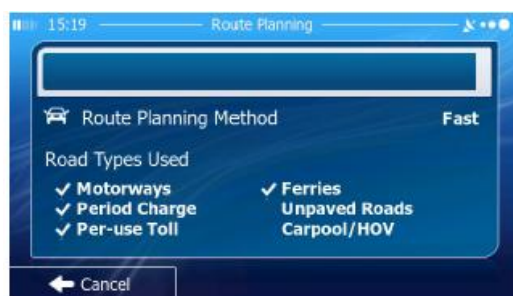 15:19 Route Planning
Route Planning Method Fast
Road Types Used
Motorways Ferries
Period Charge Unpaved Roads
Per-use Toll Carpool/HOV
Cancel